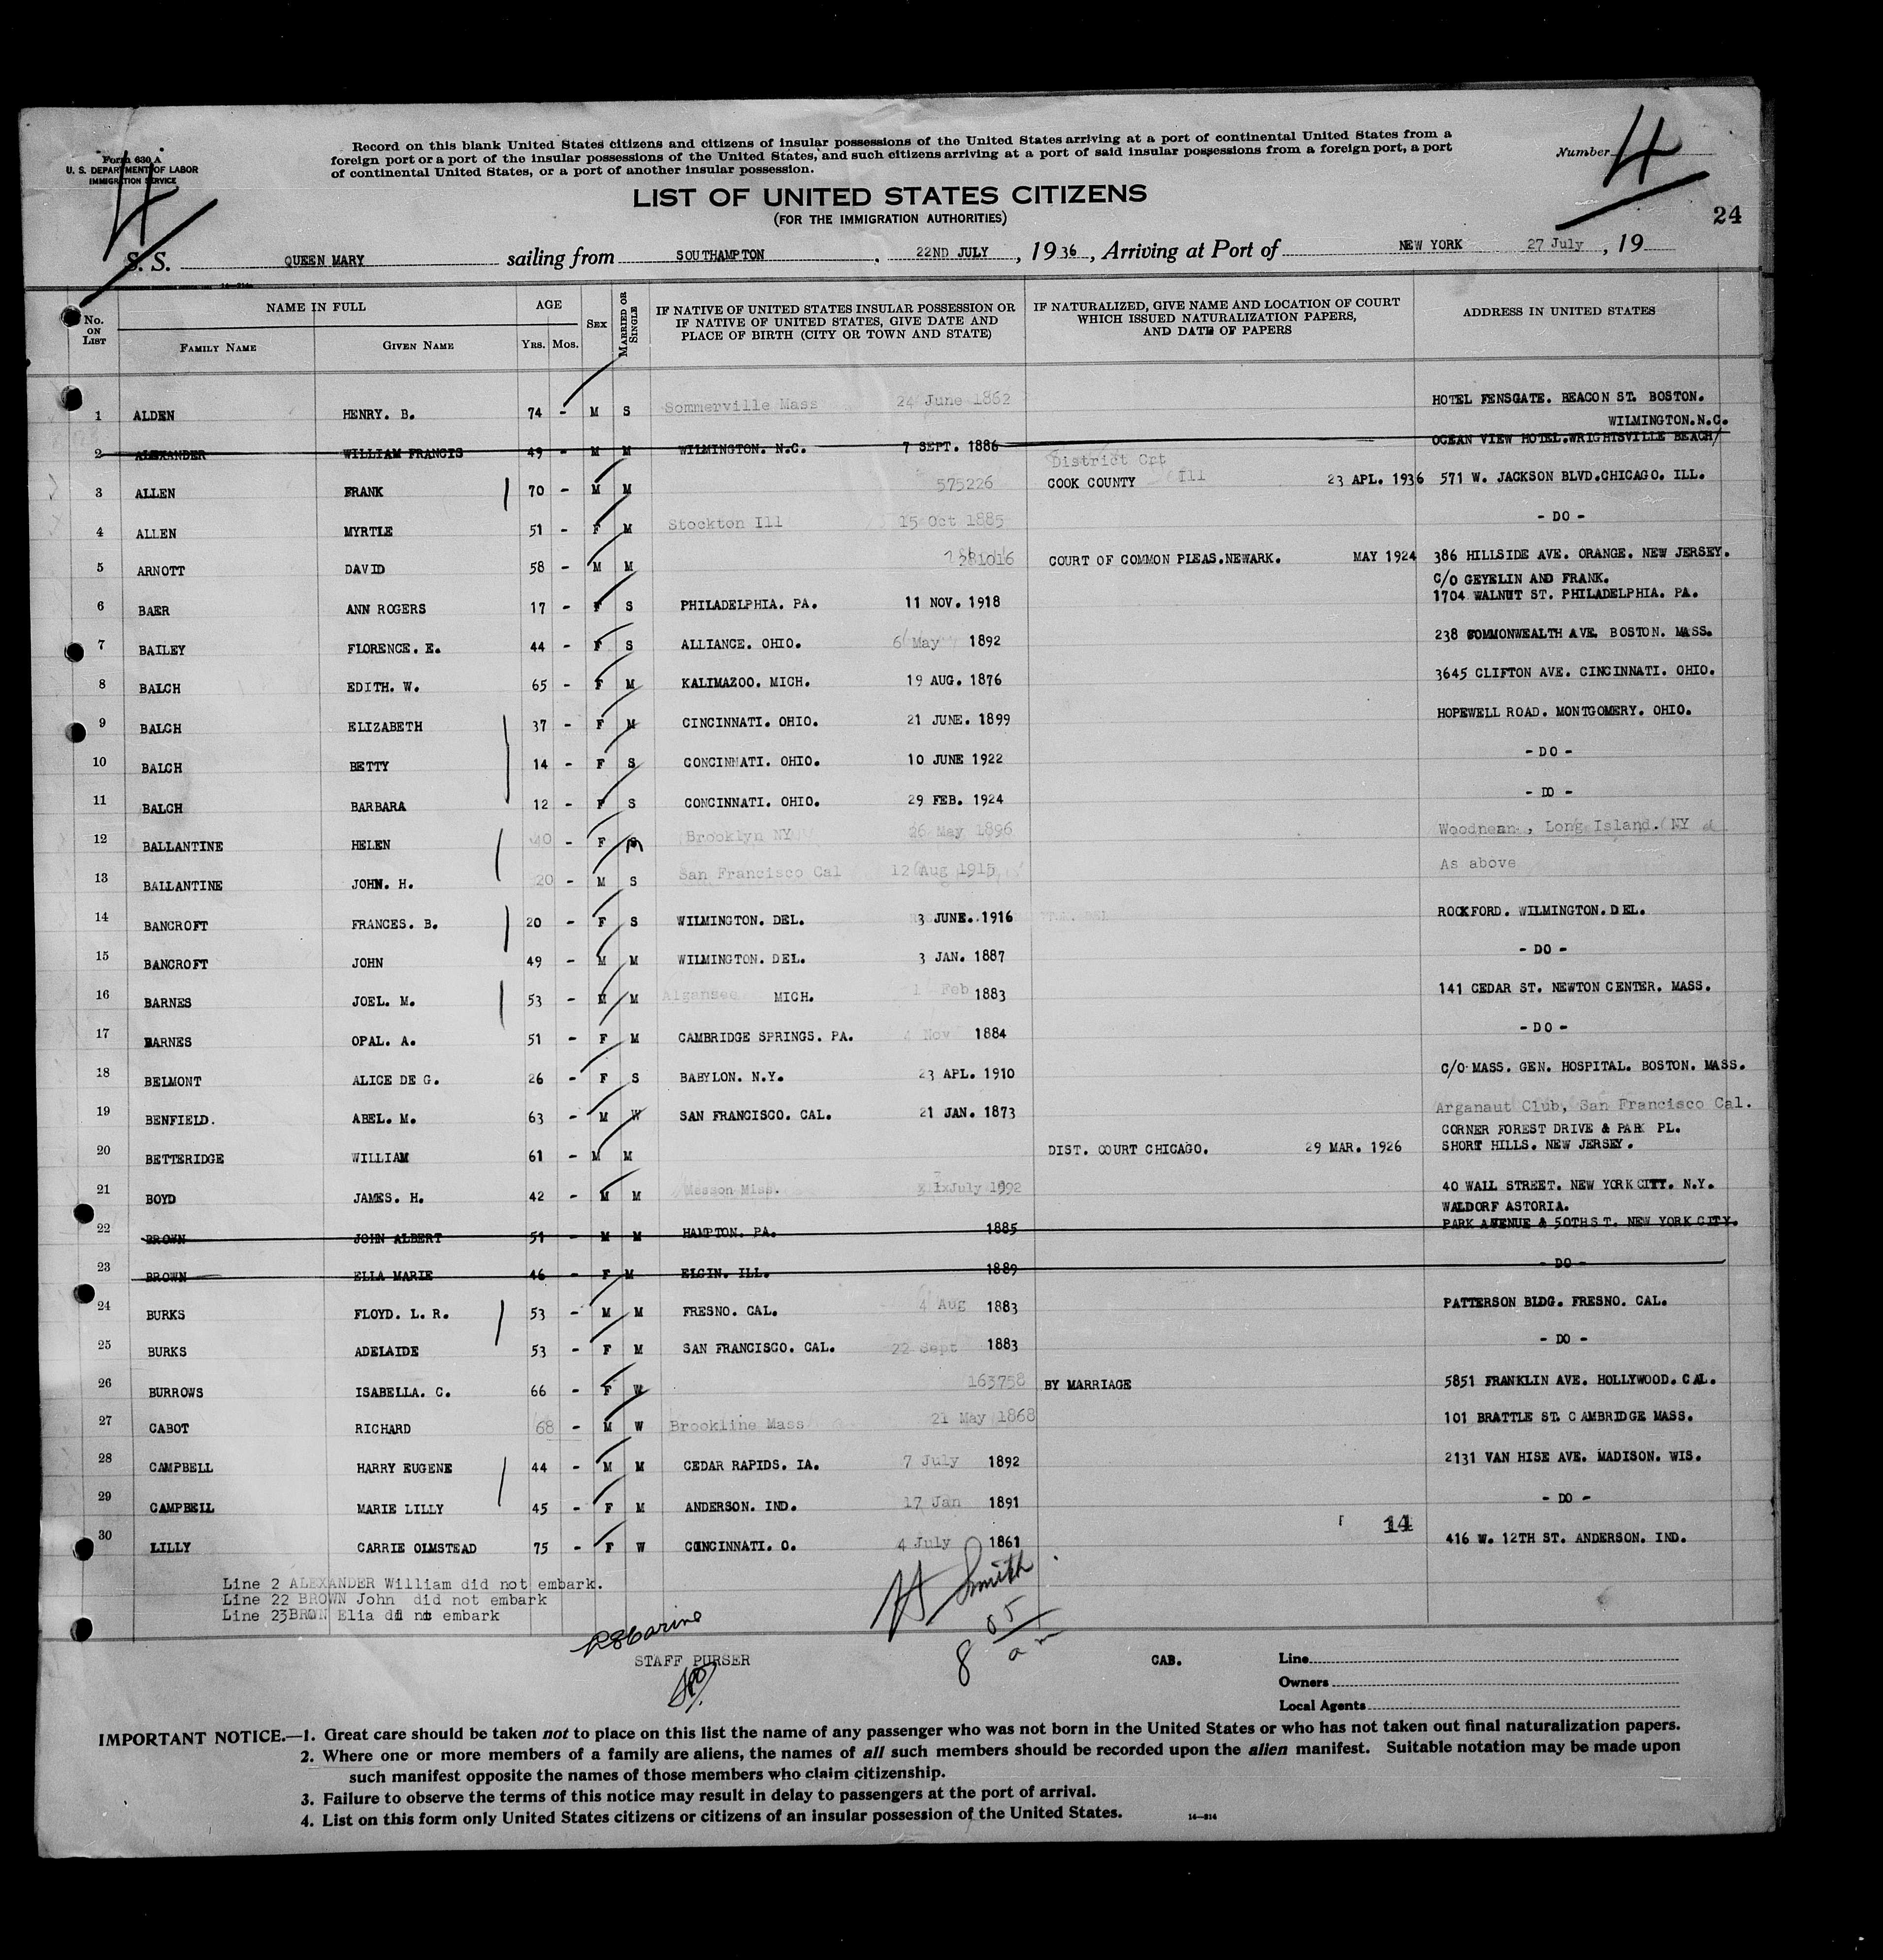 Form 630 A
U. S. DEPARTMENT OF LABOR
IMMIGRATION SERVICE
4
Record on this blank United States citizens and citizens of insular possessions of the United States arriving at a port of continental United States from a
foreign port or a port of the insular possessions of the United States, and such citizens arriving at a port of said insular possessions from a foreign port, a port
of continental United States, or a port of another insular possession.
Number 4
24
LIST OF UNITED STATES CITIZENS
(FOR THE IMMIGRATION AUTHORITIES)
S. S. QUEEN MARY sailing from SOUTHAMPTON , 22ND JULY , 1936 , Arriving at Port of NEW YORK 27 July , 19
No. ON LIST NAME IN FULL FAMILY NAME GIVEN NAME AGE YRS. MOS. SEX MARRIED OR SINGLE IF NATIVE OF UNITED STATES INSULAR POSSESSION OR IF NATIVE OF UNITED STATES, GIVE DATE AND PLACE OF BIRTH (CITY OR TOWN AND STATE) IF NATURALIZED, GIVE NAME AND LOCATION OF COURT WHICH ISSUED NATURALIZATION PAPERS, AND DATE OF PAPERS ADDRESS IN UNITED STATES
1 ALDEN HENRY. B. 74 - M S Sommerville Mass 24 June 1862 HOTEL FENSGATE. BEACON ST. BOSTON.
2 ALEXANDER WILLIAM FRANCIS 49 - M M WILMINGTON. N.C. 7 SEPT. 1886 WILMINGTON.N.C. OCEAN VIEW HOTEL.WRIGHTSVILLE BEACH/
3 ALLEN FRANK 70 - M M 575226 District Crt COOK COUNTY Ill 23 APL. 1936 571 W. JACKSON BLVD.CHICAGO. ILL.
4 ALLEN MYRTLE 51 - F M Stockton Ill 15 Oct 1885 - DO -
5 ARNOTT DAVID 58 - M M COURT OF COMMON PLEAS.NEWARK. MAY 1924 386 HILLSIDE AVE. ORANGE. NEW JERSEY.
6 BAER ANN ROGERS 17 - F S PHILADELPHIA. PA. 11 NOV. 1918 C/O GEYELIN AND FRANK. 1704 WALNUT ST. PHILADELPHIA. PA.
7 BAILEY FLORENCE. E. 44 - F S ALLIANCE. OHIO. 6 May 1892 238 COMMONWEALTH AVE. BOSTON. MASS.
8 BALCH EDITH. W. 65 - F M KALIMAZOO. MICH. 19 AUG. 1876 3645 CLIFTON AVE. CINCINNATI. OHIO.
9 BALCH ELIZABETH 37 - F M CINCINNATI. OHIO. 21 JUNE. 1899 HOPEWELL ROAD. MONTGOMERY. OHIO.
10 BALCH BETTY 14 - F S CONCINNATI. OHIO. 10 JUNE 1922 - DO -
11 BALCH BARBARA 12 - F S CONCINNATI. OHIO. 29 FEB. 1924 - DO -
12 BALLANTINE HELEN 40 - F Brooklyn NY 26 May 1896 , Long Island. NY
13 BALLANTINE JOHN. H. 20 - M S San Francisco Cal 12 Aug 1915 As above
14 BANCROFT FRANCES. B. 20 - F S WILMINGTON. DEL. 3 JUNE. 1916 ROCKFORD. WILMINGTON. DEL.
15 BANCROFT JOHN 49 - M M WILMINGTON. DEL. 3 JAN. 1887 - DO -
16 BARNES JOEL. M. 53 - M M Algansee MICH. 1 Feb 1883 141 CEDAR ST. NEWTON CENTER. MASS.
17 BARNES OPAL. A. 51 - F M CAMBRIDGE SPRINGS. PA. 4 Nov 1884 - DO -
18 BELMONT ALICE DE G. 26 - F S BABYLON. N.Y. 23 APL. 1910 C/O MASS. GEN. HOSPITAL. BOSTON. MASS.
19 BENFIELD. ABEL. M. 63 - M W SAN FRANCISCO. CAL. 21 JAN. 1873 Arganaut Club, San Francisco Cal.
20 BETTERIDGE WILLIAM 61 - M M DIST. COURT CHICAGO. 29 MAR. 1926 CORNER FOREST DRIVE & PARK PL. SHORT HILLS. NEW JERSEY.
21 BOYD JAMES. H. 42 - M M Miss. July 40 WALL STREET. NEW YORK CITY. N.Y.
22 BROWN JOHN ALBERT 51 - M M HAMPTON. PA. 1885 WALDORF ASTORIA. PARK AVENUE & 50THST. NEW YORK CITY.
23 BROWN ELLA MARIE 46 - F M ELGIN. ILL. 1889 - DO -
24 BURKS FLOYD. L. R. 53 - M M FRESNO. CAL. 4 Aug 1883 PATTERSON BLDG. FRESNO. CAL.
25 BURKS ADELAIDE 53 - F M SAN FRANCISCO. CAL. 22 Sept 1883 - DO -
26 BURROWS ISABELLA. C. 66 - F W 163758 BY MARRIAGE 5851 FRANKLIN AVE. HOLLYWOOD. CAL.
27 CABOT RICHARD 68 - M W Brookline Mass 21 May 1868 101 BRATTLE ST. CAMBRIDGE MASS.
28 CAMPBELL HARRY EUGENE 44 - M M CEDAR RAPIDS. IA. 7 July 1892 2131 VAN HISE AVE. MADISON. WIS.
29 CAMPBELL MARIE LILLY 45 - F M ANDERSON. IND. 17 Jan 1891 - DO -
14
30 LILLY CARRIE OLMSTEAD 75 - F W CINCINNATI. O. 4 July 1861 416 W. 12TH ST. ANDERSON. IND.
Line 2 ALEXANDER William did not embark.
Line 22 BROWN John did not embark
Line 23 BROWN Elia did not embark
H Smith
8 05 am
STAFF PURSER
CAB.
Line
Owners
Local Agents
IMPORTANT NOTICE.—1. Great care should be taken not to place on this list the name of any passenger who was not born in the United States or who has not taken out final naturalization papers.
2. Where one or more members of a family are aliens, the names of all such members should be recorded upon the alien manifest. Suitable notation may be made upon
such manifest opposite the names of those members who claim citizenship.
3. Failure to observe the terms of this notice may result in delay to passengers at the port of arrival.
4. List on this form only United States citizens or citizens of an insular possession of the United States.
14—814